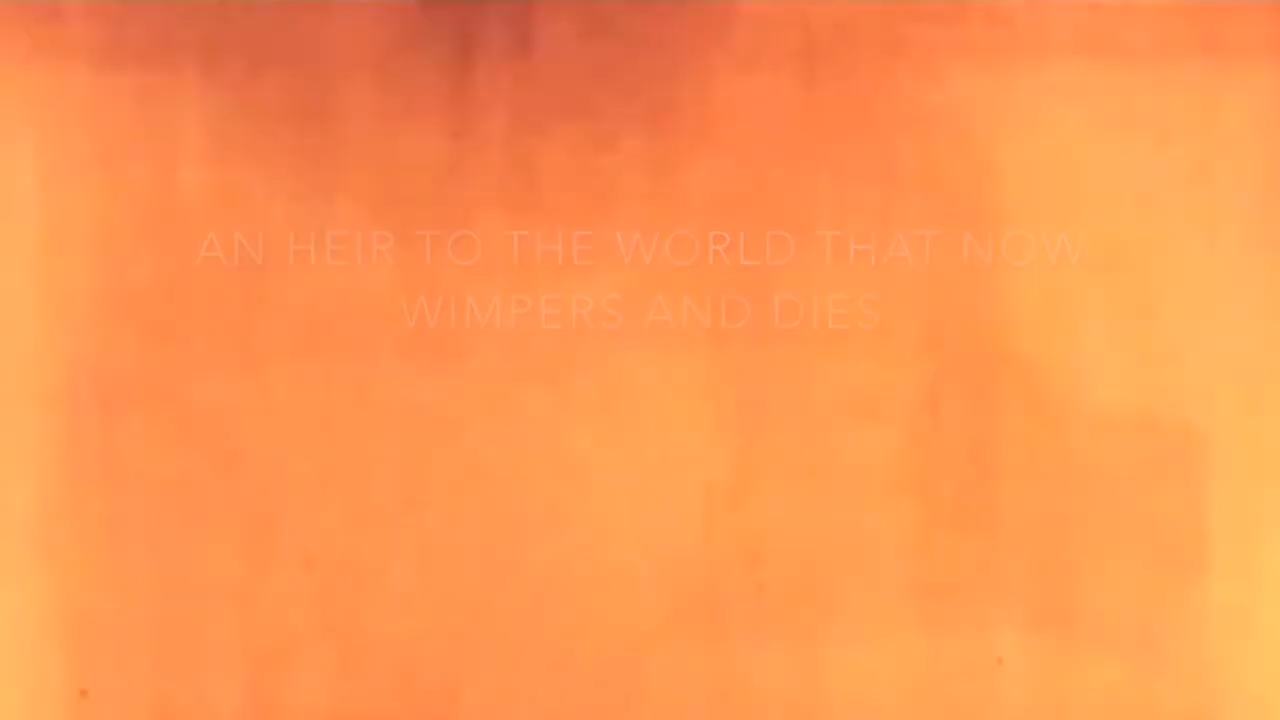 AN HEIR TO THE WORLD THAT NOW
WIMPERS AND DIES